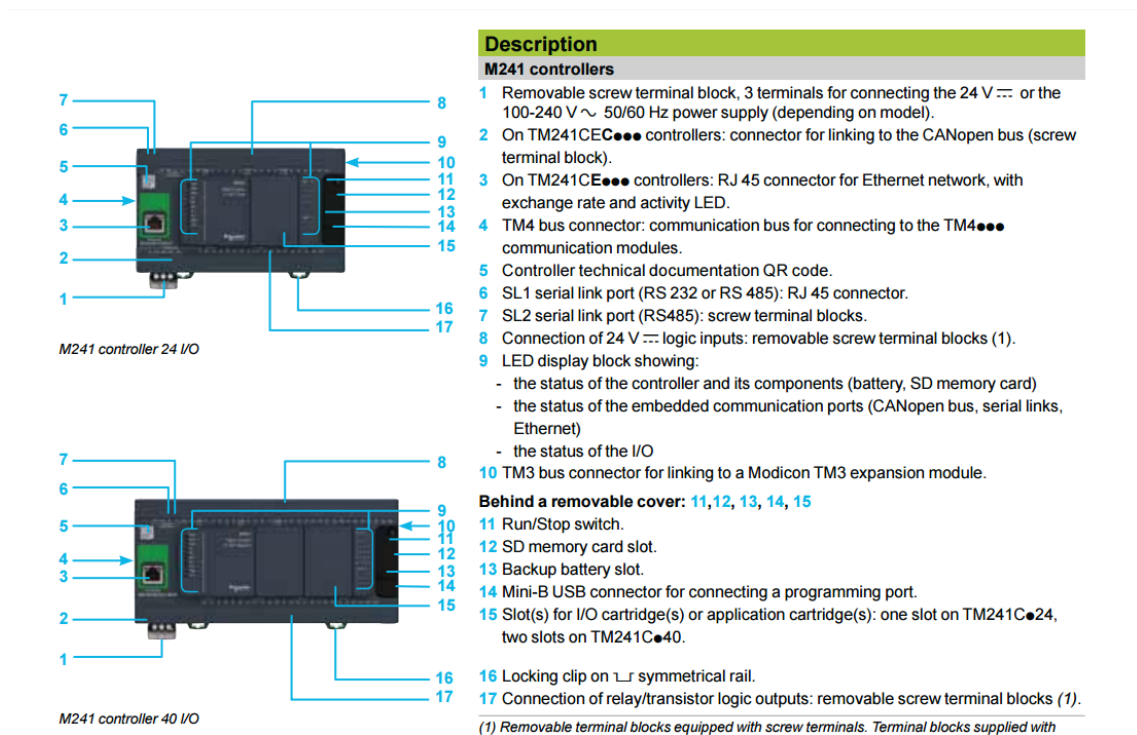 Description
M241 controllers
7
6
5
4
3
2
1
8
9
10
11
12
13
14
15
16
17
M241 controller 24 I/O
7
6
5
4
3
2
1
8
9
10
11
12
13
14
15
16
17
M241 controller 40 I/O
1 Removable screw terminal block, 3 terminals for connecting the 24 V ⎓ or the
100-240 V ∿ 50/60 Hz power supply (depending on model).
2 On TM241CEC●●● controllers: connector for linking to the CANopen bus (screw
terminal block).
3 On TM241CE●●● controllers: RJ 45 connector for Ethernet network, with
exchange rate and activity LED.
4 TM4 bus connector: communication bus for connecting to the TM4●●●
communication modules.
5 Controller technical documentation QR code.
6 SL1 serial link port (RS 232 or RS 485): RJ 45 connector.
7 SL2 serial link port (RS485): screw terminal blocks.
8 Connection of 24 V ⎓ logic inputs: removable screw terminal blocks (1).
9 LED display block showing:
- the status of the controller and its components (battery, SD memory card)
- the status of the embedded communication ports (CANopen bus, serial links,
Ethernet)
- the status of the I/O
10 TM3 bus connector for linking to a Modicon TM3 expansion module.
Behind a removable cover: 11,12, 13, 14, 15
11 Run/Stop switch.
12 SD memory card slot.
13 Backup battery slot.
14 Mini-B USB connector for connecting a programming port.
15 Slot(s) for I/O cartridge(s) or application cartridge(s): one slot on TM241C●24,
two slots on TM241C●40.
16 Locking clip on symmetrical rail.
17 Connection of relay/transistor logic outputs: removable screw terminal blocks (1).
(1) Removable terminal blocks equipped with screw terminals. Terminal blocks supplied with